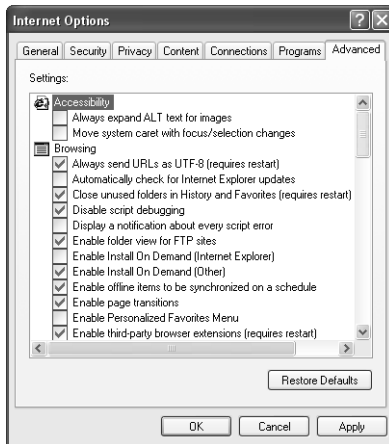 Internet Options
General Security Privacy Content Connections Programs Advanced
Settings:
Accessibility
Always expand ALT text for images
Move system caret with focus/selection changes
Browsing
Always send URLs as UTF-8 (requires restart)
Automatically check for Internet Explorer updates
Close unused folders in History and Favorites (requires restart)
Disable script debugging
Display a notification about every script error
Enable folder view for FTP sites
Enable Install On Demand (Internet Explorer)
Enable Install On Demand (Other)
Enable offline items to be synchronized on a schedule
Enable page transitions
Enable Personalized Favorites Menu
Enable third-party browser extensions (requires restart)
Restore Defaults
OK Cancel Apply